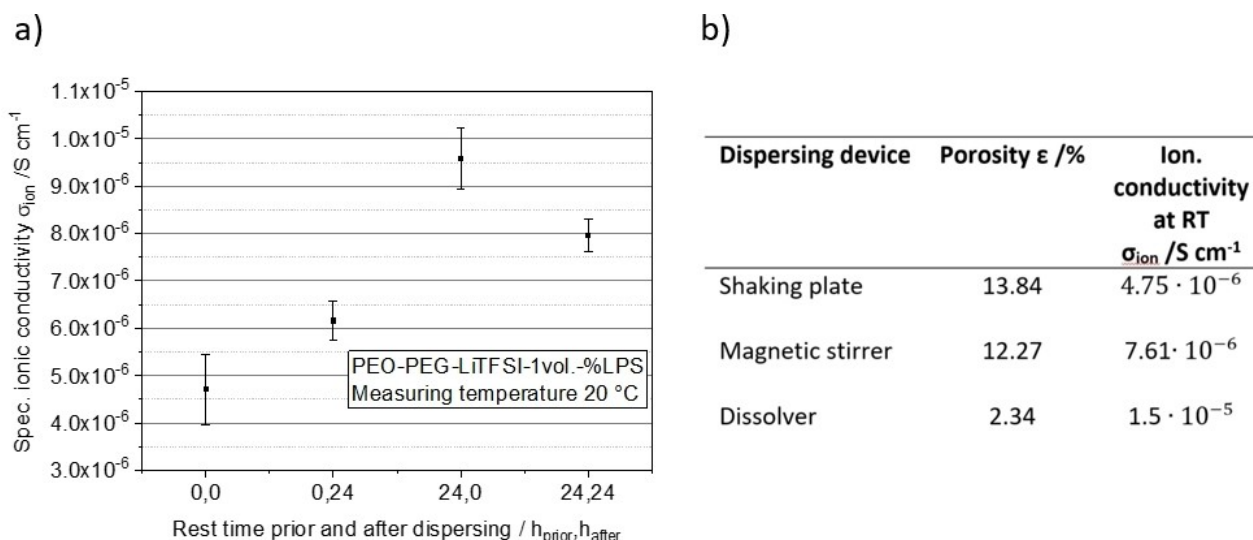 a)
1.1x10⁻⁵
1.0x10⁻⁵
9.0x10⁻⁶
8.0x10⁻⁶
7.0x10⁻⁶
6.0x10⁻⁶
5.0x10⁻⁶
4.0x10⁻⁶
3.0x10⁻⁶
Spec. ionic conductivity σion /S cm⁻¹
PEO-PEG-LiTFSI-1vol.-%LPS
Measuring temperature 20 °C
0,0 0,24 24,0 24,24
Rest time prior and after dispersing / hprior,hafter
b)
Dispersing device Porosity ε /% Ion.
conductivity
at RT
σion /S cm⁻¹
Shaking plate 13.84 4.75 · 10⁻⁶
Magnetic stirrer 12.27 7.61· 10⁻⁶
Dissolver 2.34 1.5 · 10⁻⁵